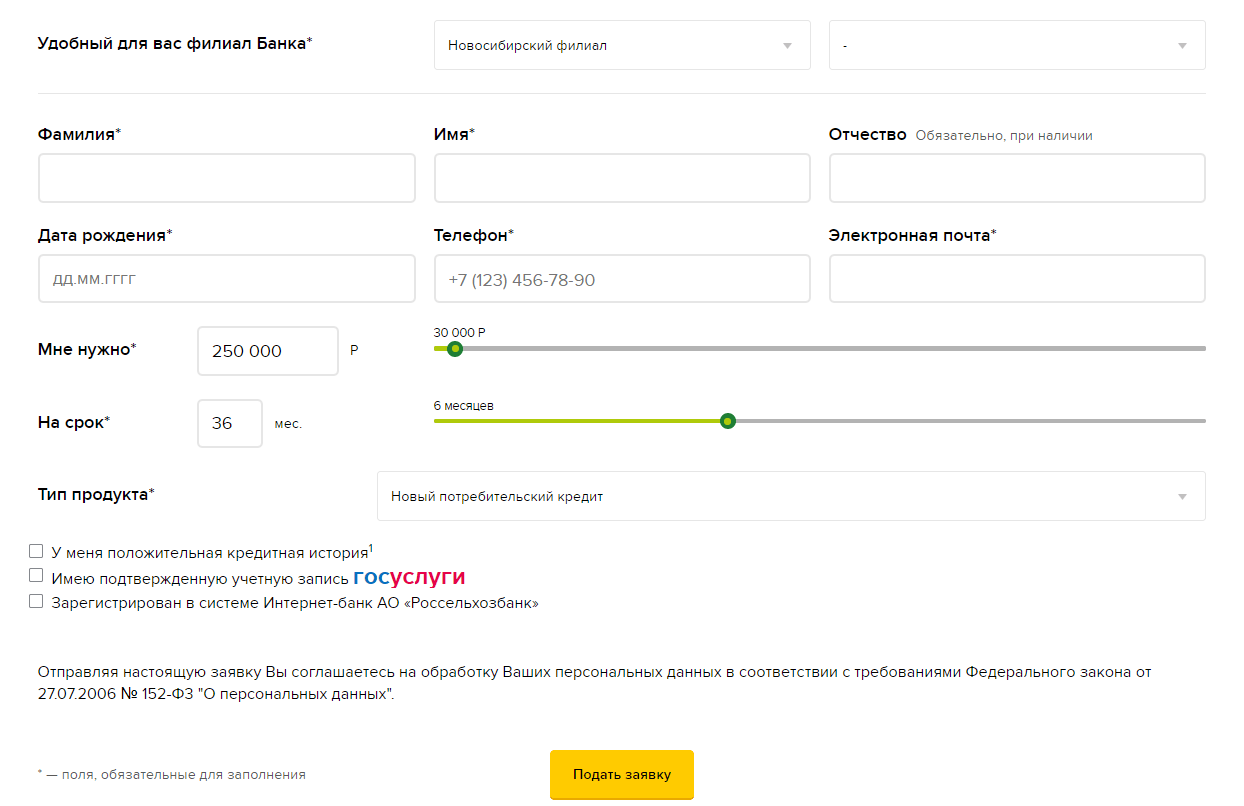 Удобный для вас филиал Банка*
Новосибирский филиал
-
Фамилия*
Имя*
Отчество Обязательно, при наличии
Дата рождения*
Телефон*
Электронная почта*
ДД.ММ.ГГГГ
+7 (123) 456-78-90
Мне нужно*
250 000
Р
30 000 Р
На срок*
36
мес.
6 месяцев
Тип продукта*
Новый потребительский кредит
У меня положительная кредитная история¹
Имею подтвержденную учетную запись госуслуги
Зарегистрирован в системе Интернет-банк АО «Россельхозбанк»
Отправляя настоящую заявку Вы соглашаетесь на обработку Ваших персональных данных в соответствии с требованиями Федерального закона от
27.07.2006 № 152-ФЗ "О персональных данных".
* — поля, обязательные для заполнения
Подать заявку